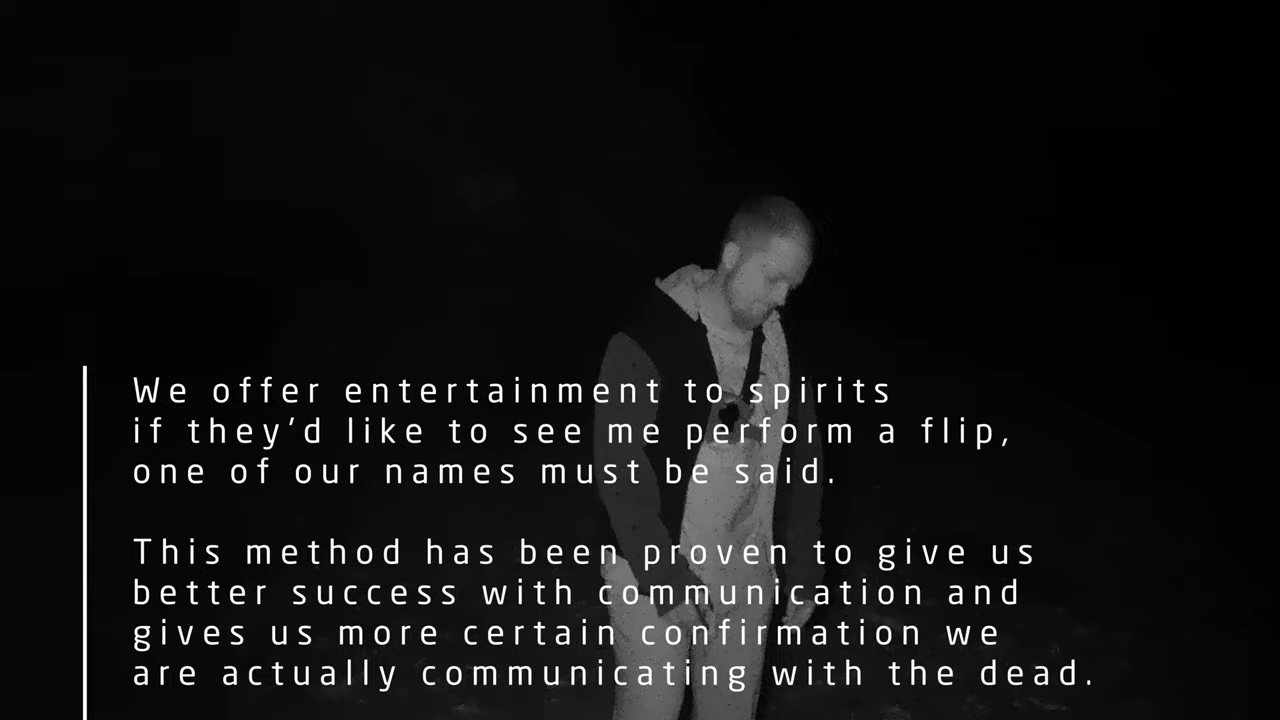 We offer entertainment to spirits
if they’d like to see me perform a flip,
one of our names must be said.
This method has been proven to give us
better success with communication and
gives us more certain confirmation we
are actually communicating with the dead.